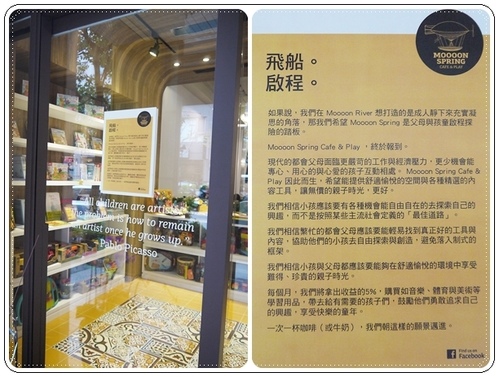 飛船。
啟程。
All children are artists.
The problem is how to remain
an artist once he grows up.
Pablo Picasso
MOOOON
SPRING
CAFE & PLAY
飛船。
啟程。
如果說，我們在 Moooon River 想打造的是成人靜下來充實凝
思的角落，那我們希望 Moooon Spring 是父母與孩童啟程探
險的踏板。
Moooon Spring Cafe & Play ，終於報到。
現代的都會父母面臨更嚴苛的工作與經濟壓力，更少機會能
專心、用心的與心愛的孩子互動相處。 Moooon Spring Cafe &
Play 因此而生，希望能提供舒適愉悅的空間與各種精選的內
容工具，讓無價的親子時光，更好。
我們相信小孩應該要有各種機會能自由自在的去探索自己的
興趣，而不是按照某些主流社會定義的「最佳道路」。
我們相信繁忙的都會父母應該要能輕易找到真正好的工具與
內容，協助他們的小孩去自由探索與創造，避免落入制式的
框架。
我們相信小孩與父母都應該要能夠在舒適愉悅的環境中享受
難得、珍貴的親子時光。
每個月，我們將拿出收益的5%，購買如音樂、體育與美術等
學習用品，帶去給有需要的孩子們，鼓勵他們勇敢追求自己
的興趣，享受快樂的童年。
一次一杯咖啡（或牛奶），我們朝這樣的願景邁進。
Find us on
Facebook